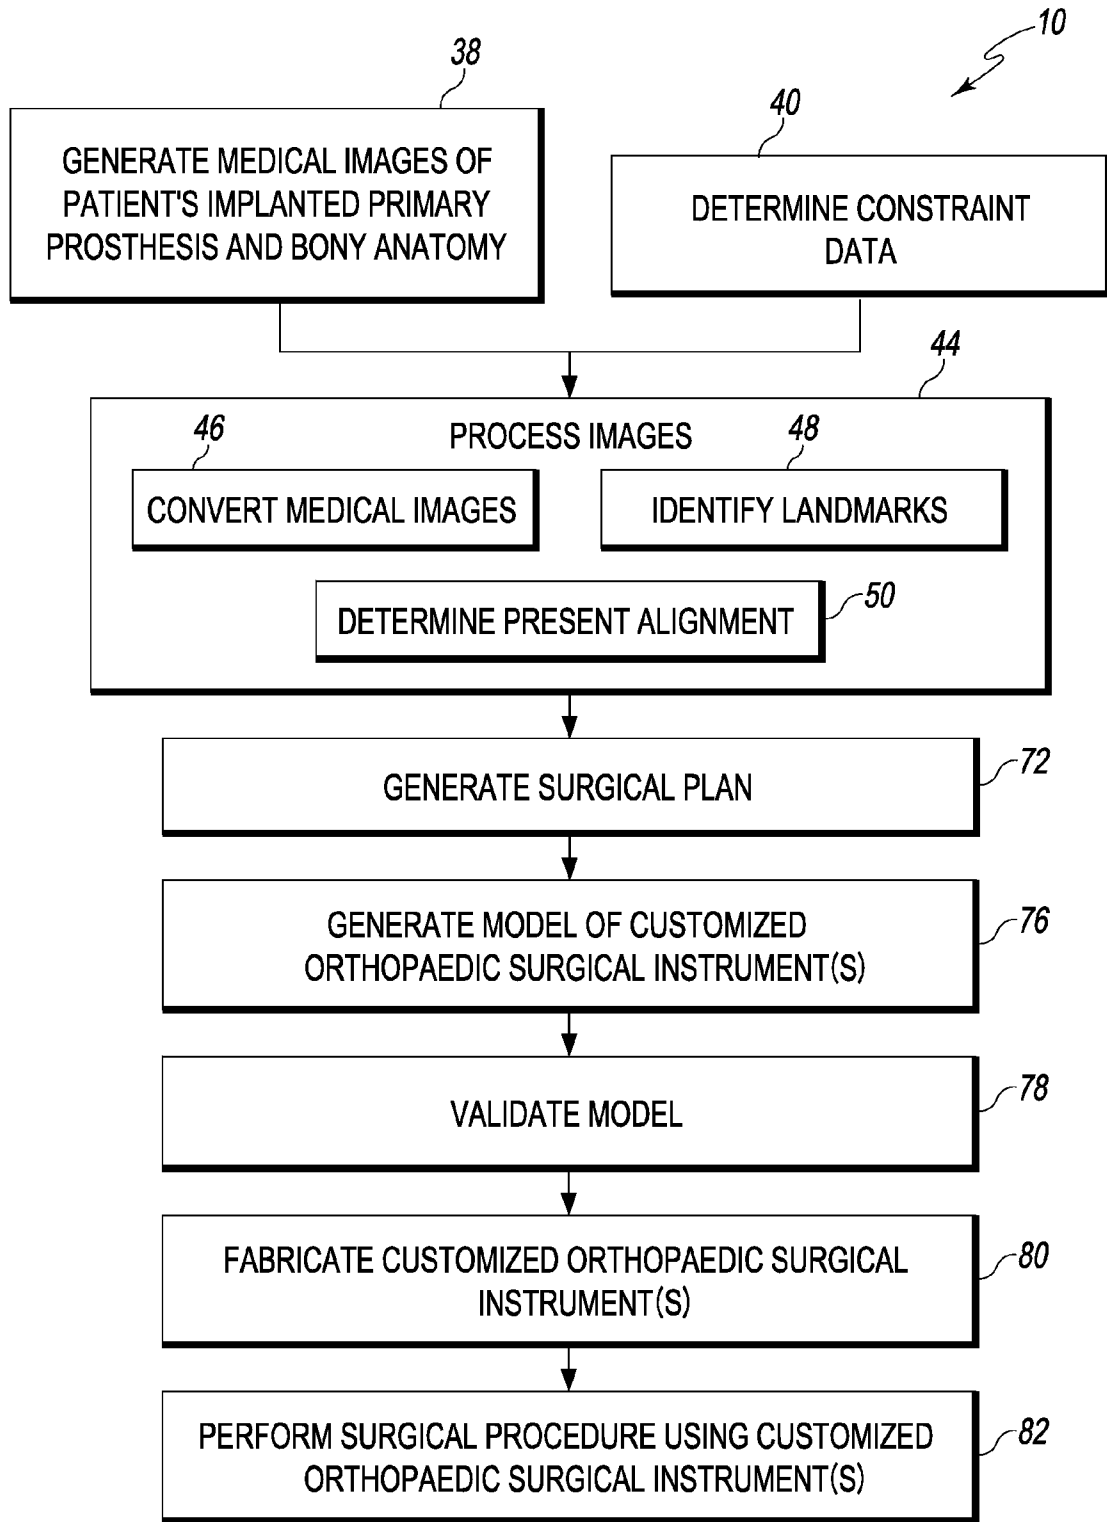 10
38
GENERATE MEDICAL IMAGES OF
PATIENT'S IMPLANTED PRIMARY
PROSTHESIS AND BONY ANATOMY
40
DETERMINE CONSTRAINT
DATA
44
PROCESS IMAGES
46
CONVERT MEDICAL IMAGES
48
IDENTIFY LANDMARKS
DETERMINE PRESENT ALIGNMENT
50
GENERATE SURGICAL PLAN
72
GENERATE MODEL OF CUSTOMIZED
ORTHOPAEDIC SURGICAL INSTRUMENT(S)
76
VALIDATE MODEL
78
FABRICATE CUSTOMIZED ORTHOPAEDIC SURGICAL
INSTRUMENT(S)
80
PERFORM SURGICAL PROCEDURE USING CUSTOMIZED
ORTHOPAEDIC SURGICAL INSTRUMENT(S)
82